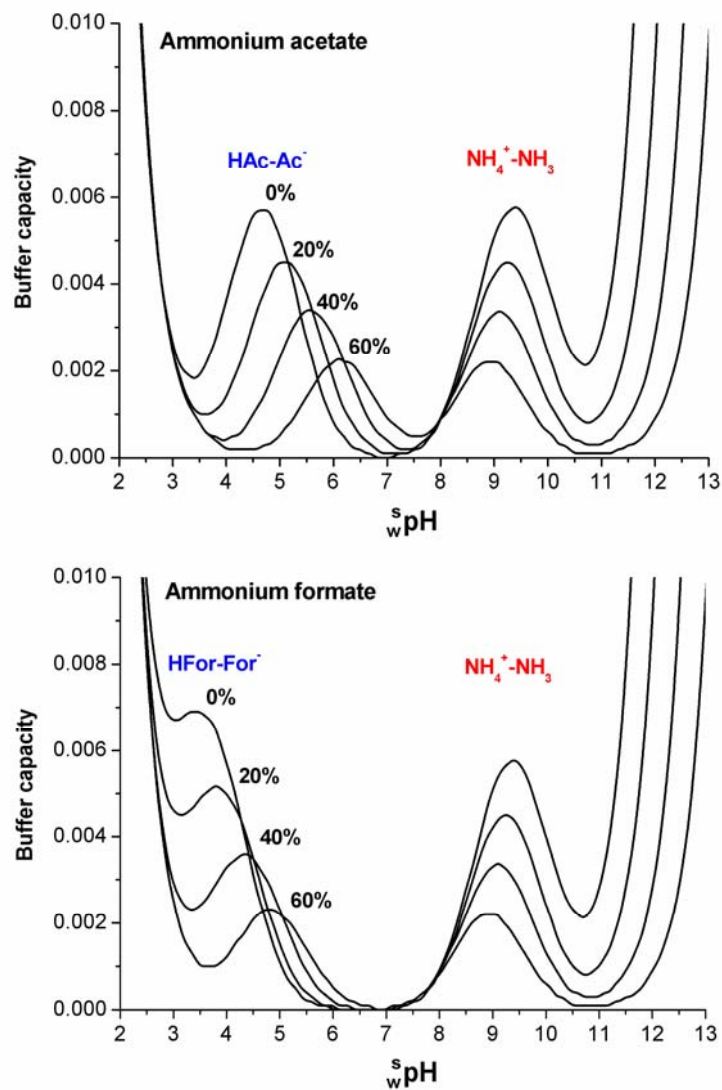 Ammonium acetate
HAc-Ac⁻
NH₄⁺-NH₃
0%
20%
40%
60%
Buffer capacity
0.010
0.008
0.006
0.004
0.002
0.000
2 3 4 5 6 7 8 9 10 11 12 13
ˢwpH
Ammonium formate
HFor-For⁻
NH₄⁺-NH₃
0%
20%
40%
60%
Buffer capacity
0.010
0.008
0.006
0.004
0.002
0.000
2 3 4 5 6 7 8 9 10 11 12 13
ˢwpH